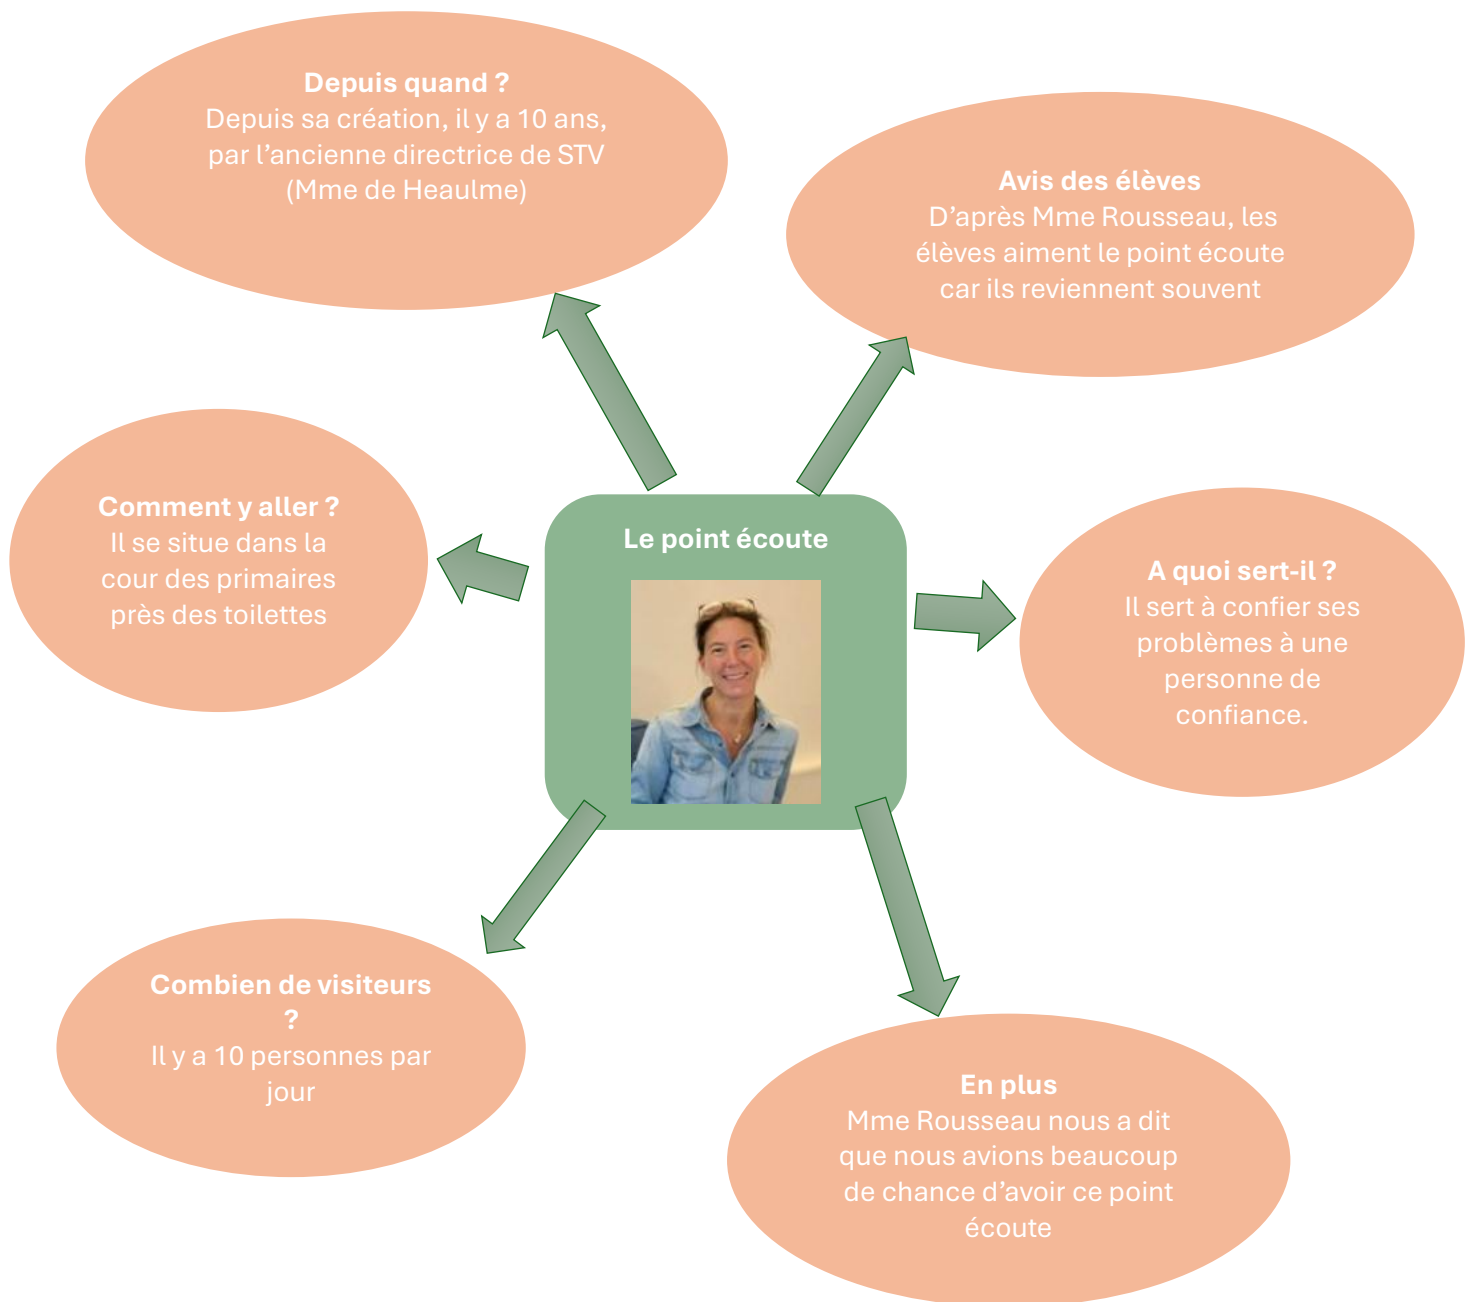 Depuis quand ?
Depuis sa création, il y a 10 ans,
par l’ancienne directrice de STV
(Mme de Heaulme)
Avis des élèves
D’après Mme Rousseau, les
élèves aiment le point écoute
car ils reviennent souvent
Comment y aller ?
Il se situe dans la
cour des primaires
près des toilettes
Le point écoute
A quoi sert-il ?
Il sert à confier ses
problèmes à une
personne de
confiance.
Combien de visiteurs
?
Il y a 10 personnes par
jour
En plus
Mme Rousseau nous a dit
que nous avions beaucoup
de chance d’avoir ce point
écoute